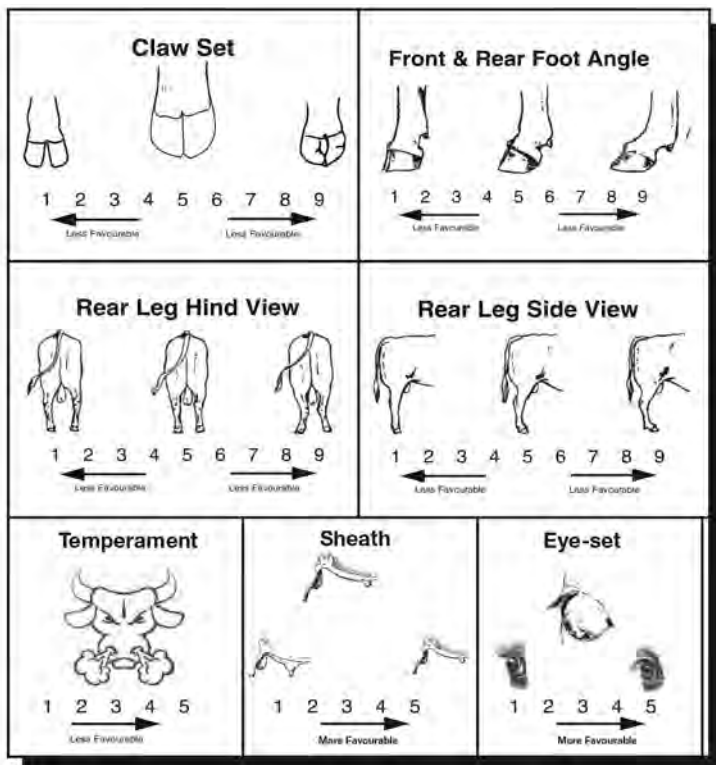 Claw Set
1 2 3 4 5 6 7 8 9
Less Favourable Less Favourable
Front & Rear Foot Angle
1 2 3 4 5 6 7 8 9
Less Favourable Less Favourable
Rear Leg Hind View
1 2 3 4 5 6 7 8 9
Less Favourable Less Favourable
Rear Leg Side View
1 2 3 4 5 6 7 8 9
Less Favourable Less Favourable
Temperament
1 2 3 4 5
Less Favourable
Sheath
1 2 3 4 5
More Favourable
Eye-set
1 2 3 4 5
More Favourable